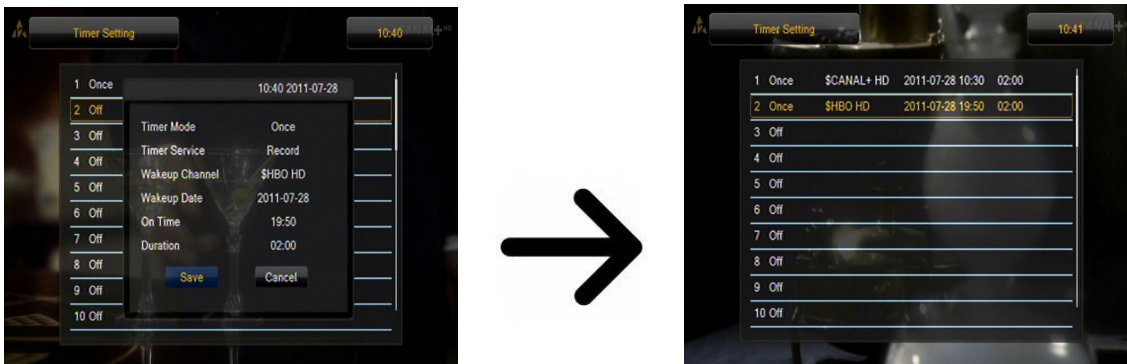 Timer Setting
10:40
1 Once
10:40 2011-07-28
2 Off
3 Off
4 Off
5 Off
6 Off
7 Off
8 Off
9 Off
10 Off
Timer Mode Once
Timer Service Record
Wakeup Channel $HBO HD
Wakeup Date 2011-07-28
On Time 19:50
Duration 02:00
Save Cancel
Timer Setting
10:41
1 Once $CANAL+ HD 2011-07-28 10:30 02:00
2 Once $HBO HD 2011-07-28 19:50 02:00
3 Off
4 Off
5 Off
6 Off
7 Off
8 Off
9 Off
10 Off